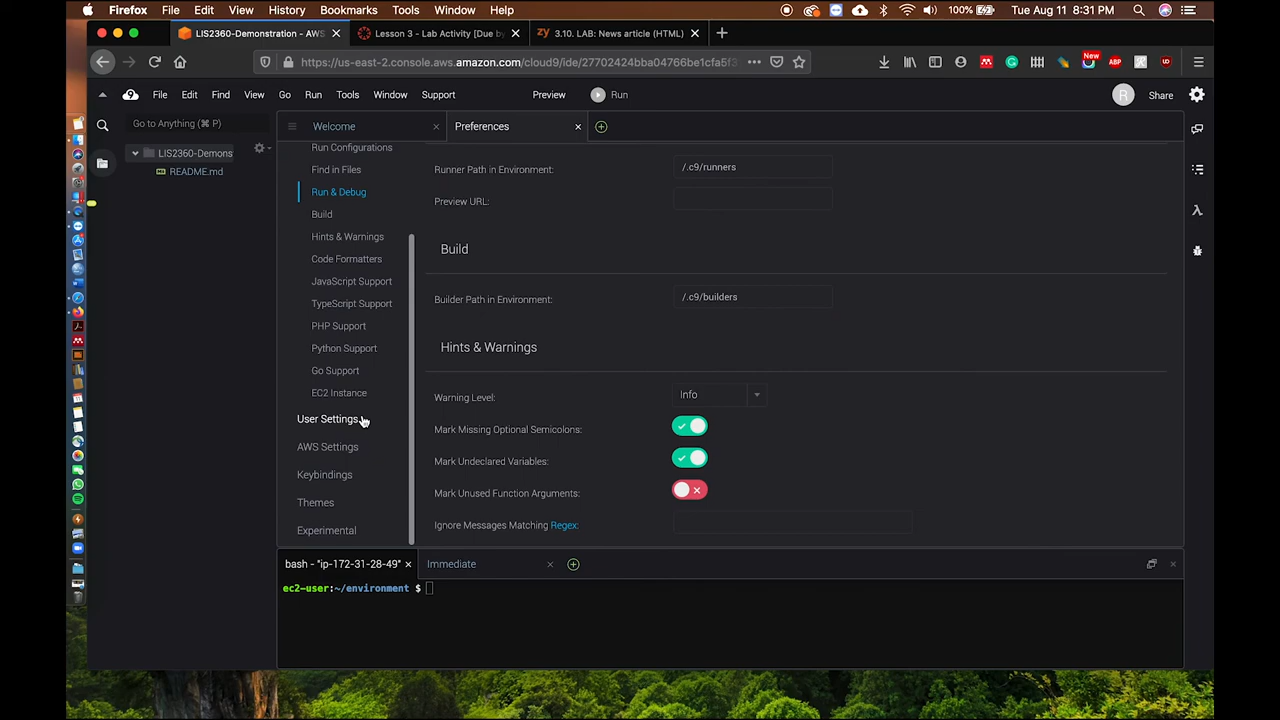 Firefox File Edit View History Bookmarks Tools Window Help 100% Tue Aug 11 8:31 PM
LIS2360-Demonstration - AWS Lesson 3 - Lab Activity [Due by zy 3.10. LAB: News article (HTML)
https://us-east-2.console.aws.amazon.com/cloud9/ide/27702424bba04766be1cfa5f3 New ABP
9 File Edit Find View Go Run Tools Window Support Preview Run R Share
Go to Anything (⌘ P) Welcome Preferences
LIS2360-Demons
README.md
Run Configurations
Find in Files
Run & Debug
Build
Hints & Warnings
Code Formatters
JavaScript Support
TypeScript Support
PHP Support
Python Support
Go Support
EC2 Instance
User Settings
AWS Settings
Keybindings
Themes
Experimental
Runner Path in Environment: /.c9/runners
Preview URL:
Build
Builder Path in Environment: /.c9/builders
Hints & Warnings
Warning Level: Info
Mark Missing Optional Semicolons:
Mark Undeclared Variables:
Mark Unused Function Arguments:
Ignore Messages Matching Regex:
bash - "ip-172-31-28-49" Immediate
ec2-user:~/environment $